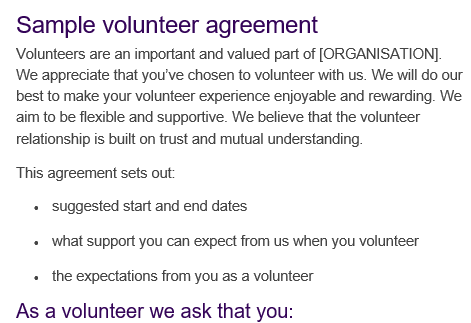 Sample volunteer agreement
Volunteers are an important and valued part of [ORGANISATION].
We appreciate that you’ve chosen to volunteer with us. We will do our
best to make your volunteer experience enjoyable and rewarding. We
aim to be flexible and supportive. We believe that the volunteer
relationship is built on trust and mutual understanding.
This agreement sets out:
• suggested start and end dates
• what support you can expect from us when you volunteer
• the expectations from you as a volunteer
As a volunteer we ask that you: